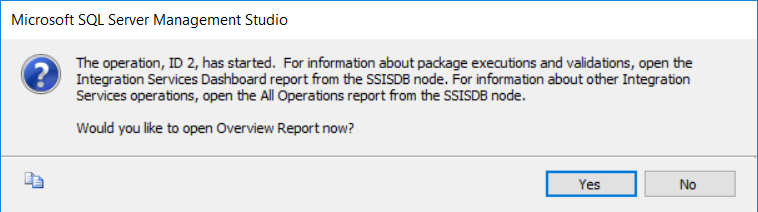 Microsoft SQL Server Management Studio
The operation, ID 2, has started.  For information about package executions and validations, open the
Integration Services Dashboard report from the SSISDB node. For information about other Integration
Services operations, open the All Operations report from the SSISDB node.
Would you like to open Overview Report now?
Yes No